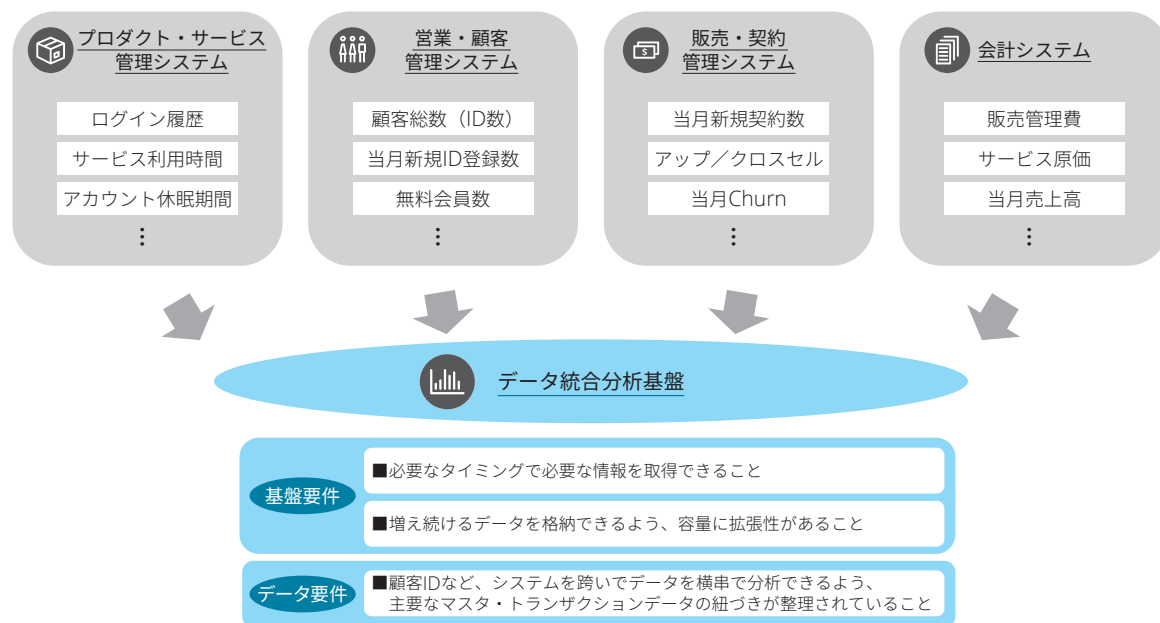 プロダクト・サービス
管理システム
ログイン履歴
サービス利用時間
アカウント休眠期間
⋮
営業・顧客
管理システム
顧客総数（ID数）
当月新規ID登録数
無料会員数
⋮
$
販売・契約
管理システム
当月新規契約数
アップ／クロスセル
当月Churn
⋮
会計システム
販売管理費
サービス原価
当月売上高
⋮
データ統合分析基盤
基盤要件
■必要なタイミングで必要な情報を取得できること
■増え続けるデータを格納できるよう、容量に拡張性があること
データ要件
■顧客IDなど、システムを跨いでデータを横串で分析できるよう、
主要なマスタ・トランザクションデータの紐づきが整理されていること